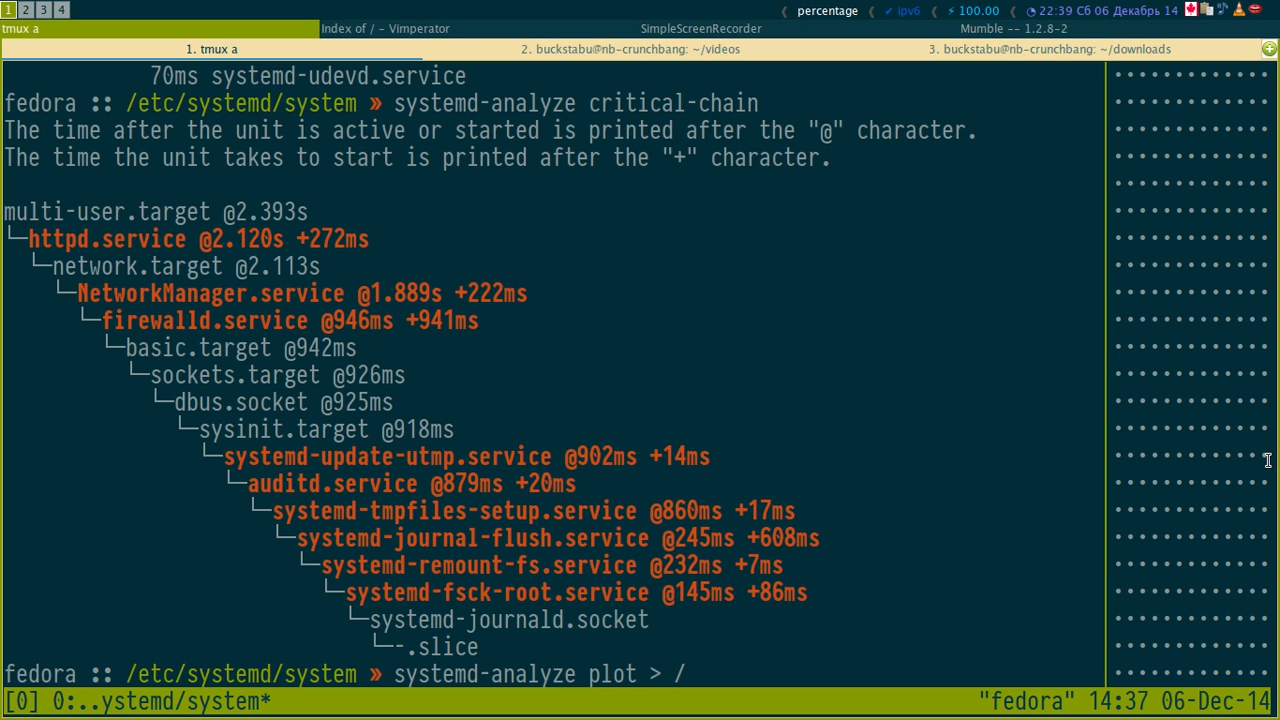 1 2 3 4 percentage ✔ ipv6 ⚡ 100.00 22:39 Сб 06 Декабрь 14
tmux a Index of / - Vimperator SimpleScreenRecorder Mumble -- 1.2.8-2
1. tmux a 2. buckstabu@nb-crunchbang: ~/videos 3. buckstabu@nb-crunchbang: ~/downloads
70ms systemd-udevd.service
fedora :: /etc/systemd/system » systemd-analyze critical-chain
The time after the unit is active or started is printed after the "@" character.
The time the unit takes to start is printed after the "+" character.
multi-user.target @2.393s
└─httpd.service @2.120s +272ms
└─network.target @2.113s
└─NetworkManager.service @1.889s +222ms
└─firewalld.service @946ms +941ms
└─basic.target @942ms
└─sockets.target @926ms
└─dbus.socket @925ms
└─sysinit.target @918ms
└─systemd-update-utmp.service @902ms +14ms
└─auditd.service @879ms +20ms
└─systemd-tmpfiles-setup.service @860ms +17ms
└─systemd-journal-flush.service @245ms +608ms
└─systemd-remount-fs.service @232ms +7ms
└─systemd-fsck-root.service @145ms +86ms
└─systemd-journald.socket
└─-.slice
fedora :: /etc/systemd/system » systemd-analyze plot > /
[0] 0:..ystemd/system* "fedora" 14:37 06-Dec-14